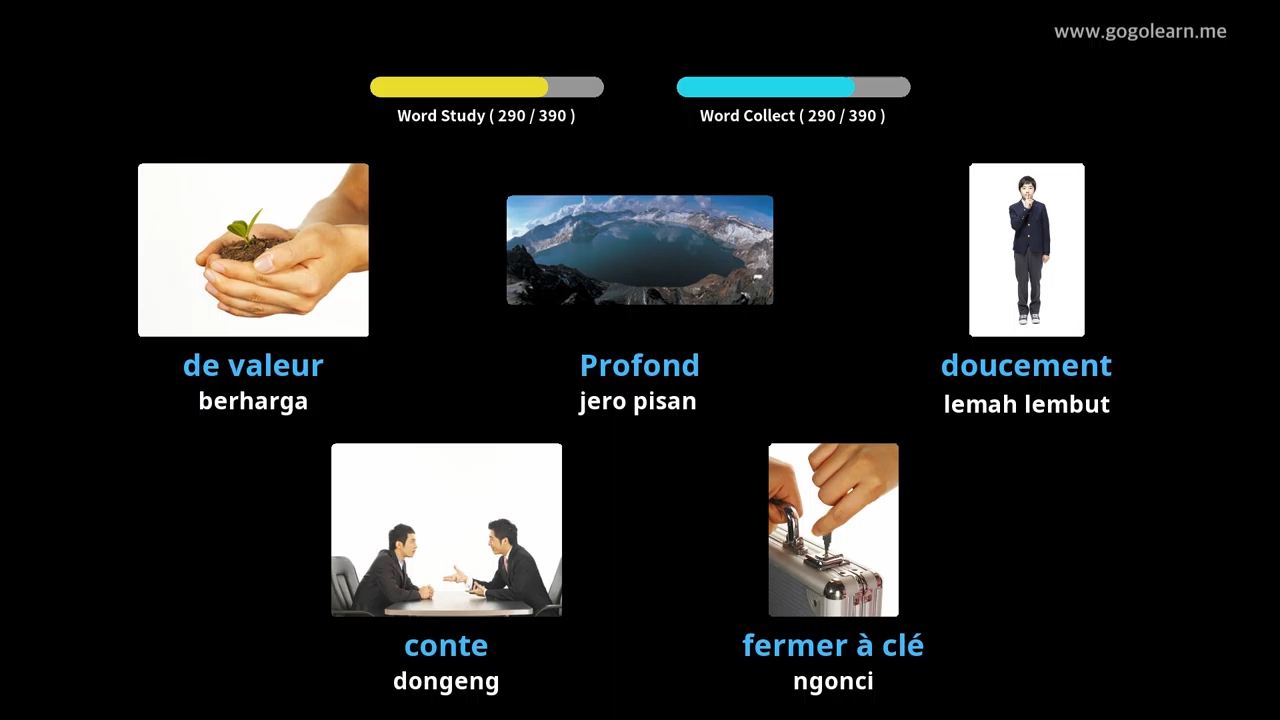 www.gogolearn.me
Word Study ( 290 / 390 )
Word Collect ( 290 / 390 )
de valeur
berharga
Profond
jero pisan
doucement
lemah lembut
conte
dongeng
fermer à clé
ngonci